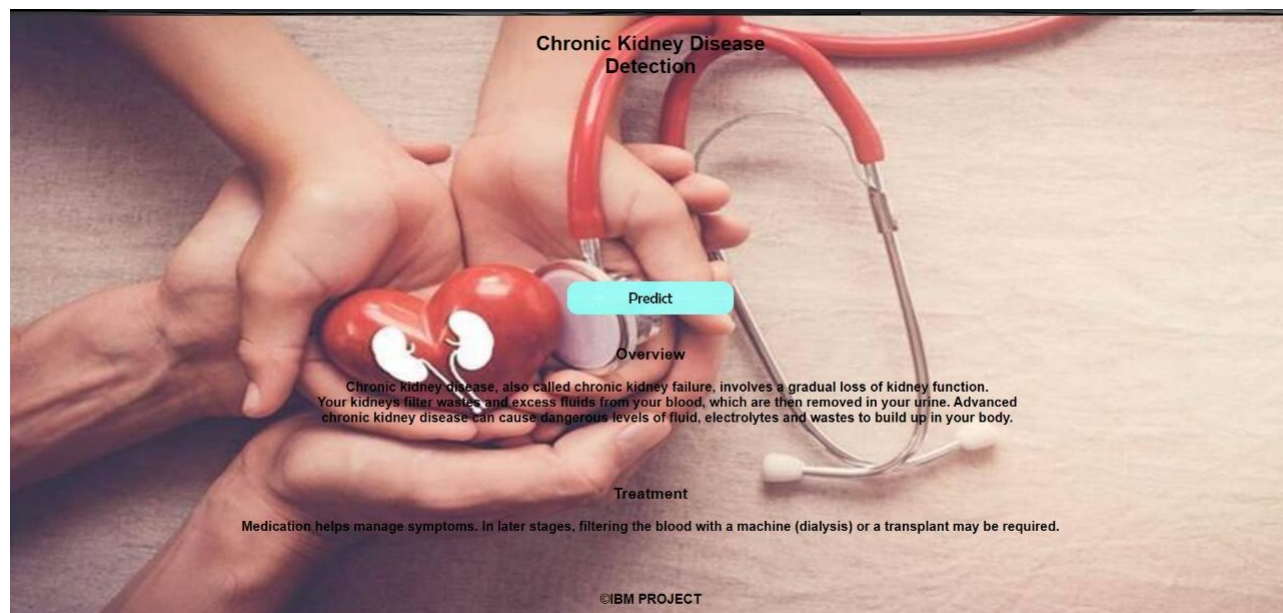 Chronic Kidney Disease
Detection
Predict
Overview
Chronic kidney disease, also called chronic kidney failure, involves a gradual loss of kidney function.
Your kidneys filter wastes and excess fluids from your blood, which are then removed in your urine. Advanced
chronic kidney disease can cause dangerous levels of fluid, electrolytes and wastes to build up in your body.
Treatment
Medication helps manage symptoms. In later stages, filtering the blood with a machine (dialysis) or a transplant may be required.
©IBM PROJECT